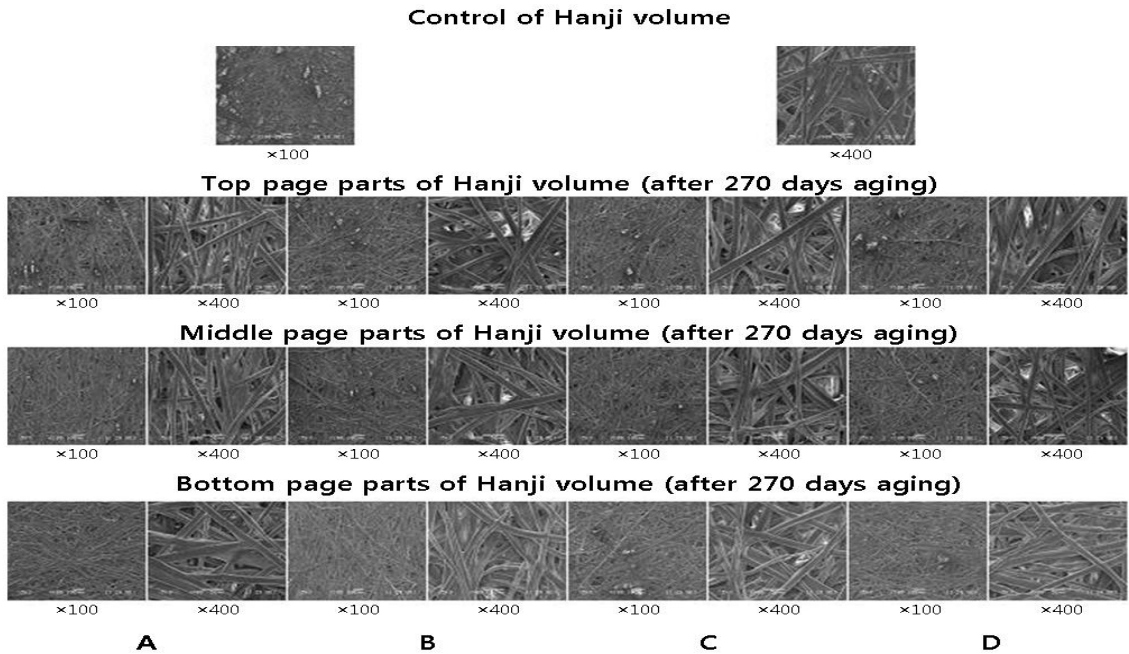 Control of Hanji volume
×100 ×400
Top page parts of Hanji volume (after 270 days aging)
×100 ×400 ×100 ×400 ×100 ×400 ×100 ×400
Middle page parts of Hanji volume (after 270 days aging)
×100 ×400 ×100 ×400 ×100 ×400 ×100 ×400
Bottom page parts of Hanji volume (after 270 days aging)
×100 ×400 ×100 ×400 ×100 ×400 ×100 ×400
A B C D